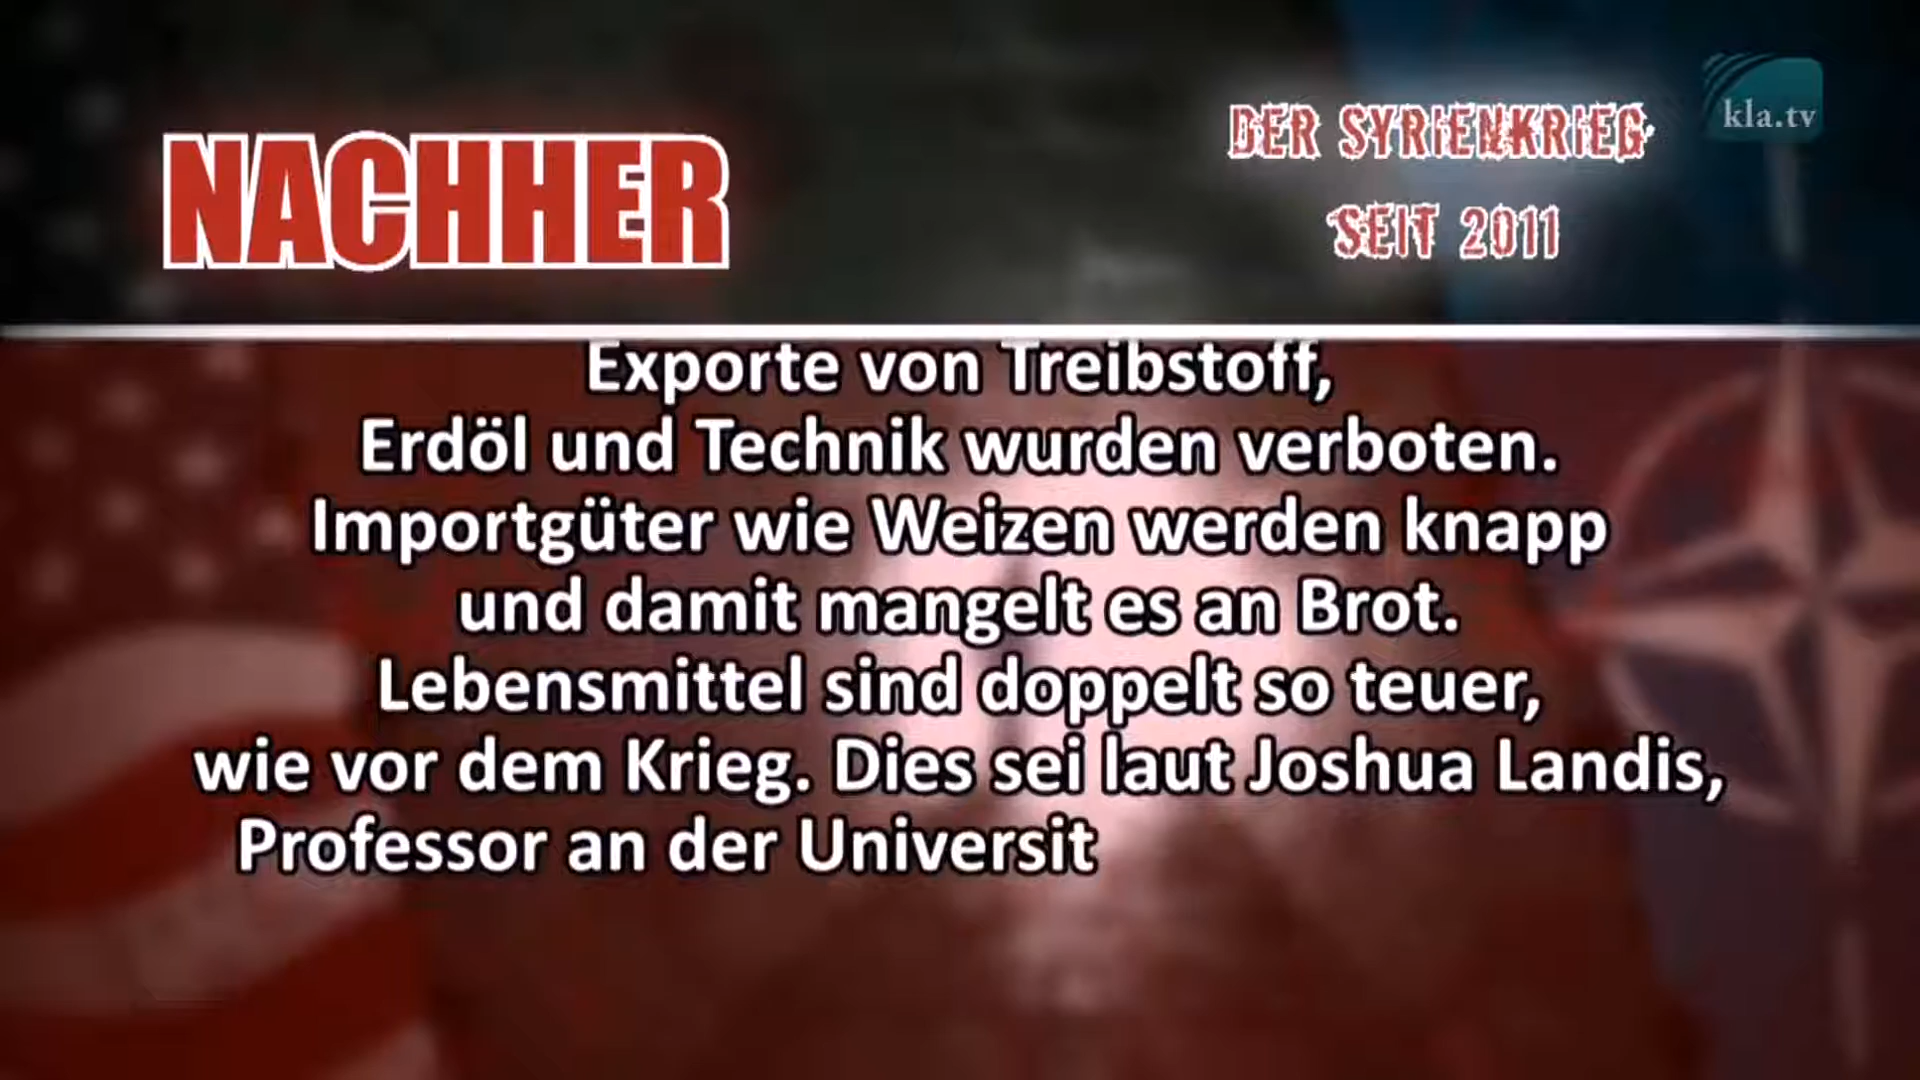 NACHHER
DER SYRIENKRIEG
SEIT 2011
kla.tv
Exporte von Treibstoff,
Erdöl und Technik wurden verboten.
Importgüter wie Weizen werden knapp
und damit mangelt es an Brot.
Lebensmittel sind doppelt so teuer,
wie vor dem Krieg. Dies sei laut Joshua Landis,
Professor an der Universit